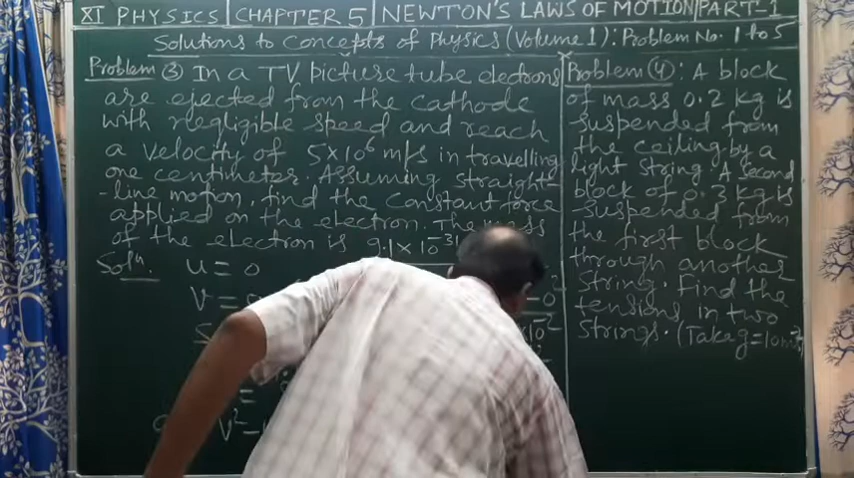 XI PHYSICS | CHAPTER 5 | NEWTON'S LAWS OF MOTION | PART-1
Solutions to Concepts of Physics (Volume 1): Problem No. 1 to 5
Problem ③ In a TV picture tube electrons
are ejected from the cathode
with negligible speed and reach
a velocity of 5×10⁶ m/s in travelling
one centimeter. Assuming straight-
-line motion, find the constant force
applied on the electron. The mass
of the electron is 9.1×10⁻³¹
Solⁿ. u = 0
V =
S
=
V² -
Problem ④: A block
of mass 0.2 kg is
suspended from
the ceiling by a
light string. A second
block of 0.3 kg is
suspended from
the first block
through another
string. Find the
tensions in two
strings. (Take g = 10 m